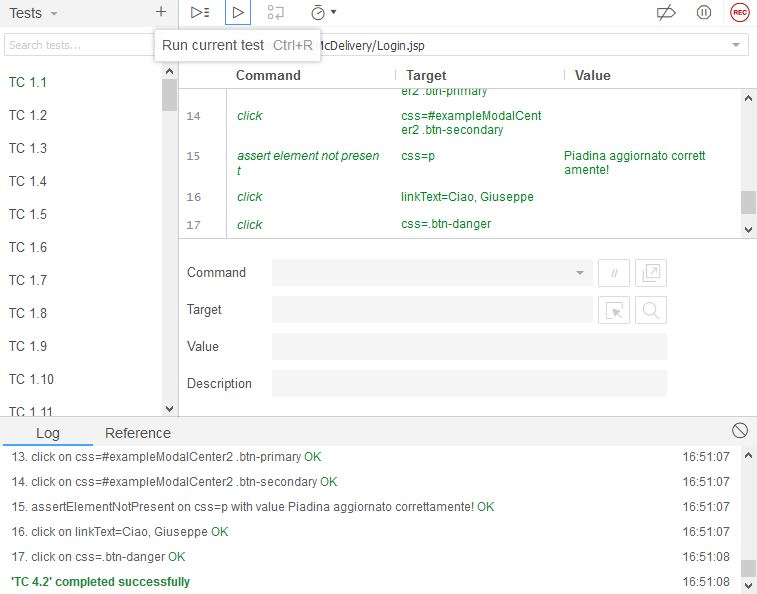 Tests
REC
Search tests...
Run current test Ctrl+R
McDelivery/Login.jsp
Command Target Value
TC 1.1
TC 1.2
TC 1.3
TC 1.4
TC 1.5
TC 1.6
TC 1.7
TC 1.8
TC 1.9
TC 1.10
TC 1.11
er2 .btn-primary
14 click css=#exampleModalCent
er2 .btn-secondary
15 assert element not presen css=p Piadina aggiornato corrett
t amente!
16 click linkText=Ciao, Giuseppe
17 click css=.btn-danger
Command //
Target
Value
Description
Log Reference
13. click on css=#exampleModalCenter2 .btn-primary OK 16:51:07
14. click on css=#exampleModalCenter2 .btn-secondary OK 16:51:07
15. assertElementNotPresent on css=p with value Piadina aggiornato correttamente! OK 16:51:07
16. click on linkText=Ciao, Giuseppe OK 16:51:07
17. click on css=.btn-danger OK 16:51:08
'TC 4.2' completed successfully 16:51:08